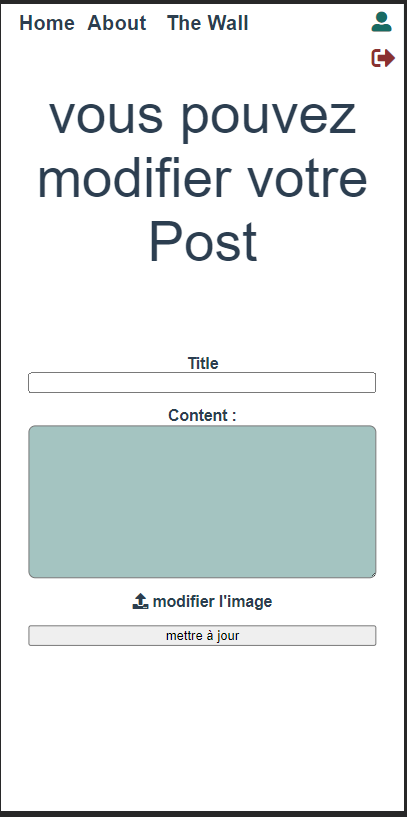 Home About The Wall
vous pouvez
modifier votre
Post
Title
Content :
modifier l'image
mettre à jour